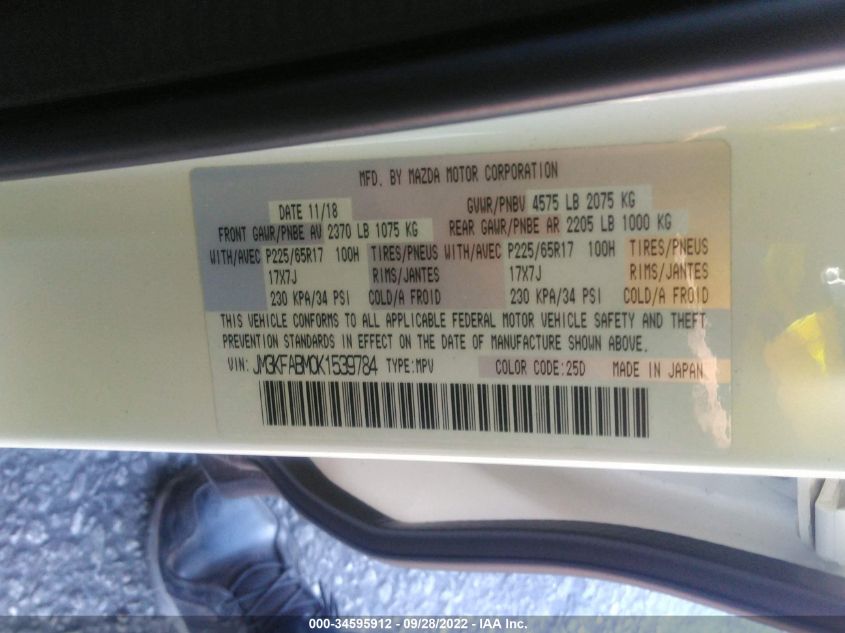 MFD. BY MAZDA MOTOR CORPORATION
DATE 11/18 GVWR/PNBV 4575 LB 2075 KG
FRONT GAWR/PNBE AV 2370 LB 1075 KG REAR GAWR/PNBE AR 2205 LB 1000 KG
WITH/AVEC P225/65R17 100H TIRES/PNEUS WITH/AVEC P225/65R17 100H TIRES/PNEUS
17X7J RIMS/JANTES 17X7J RIMS/JANTES
230 KPA/34 PSI COLD/A FROID 230 KPA/34 PSI COLD/A FROID
THIS VEHICLE CONFORMS TO ALL APPLICABLE FEDERAL MOTOR VEHICLE SAFETY AND THEFT
PREVENTION STANDARDS IN EFFECT ON THE DATE OF MANUFACTURE SHOWN ABOVE.
VIN: JM3KFABM0K1539784 TYPE:MPV COLOR CODE:25D MADE IN JAPAN
000-34595912 - 09/28/2022 - IAA Inc.